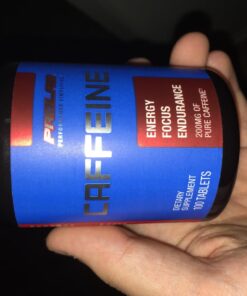 PROLAB
CAFFEINE
ENERGY
FOCUS
ENDURANCE
200MG OF
PURE CAFFEINE*
DIETARY
SUPPLEMENT
100 TABLETS